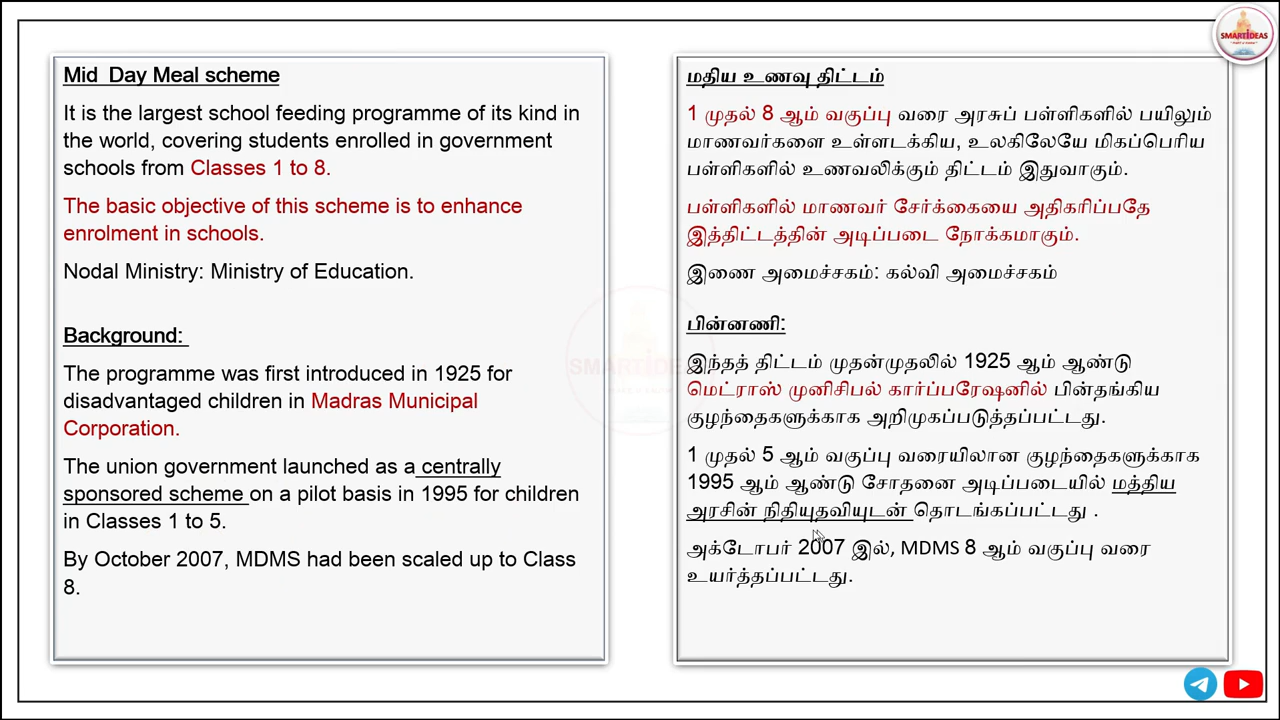 Mid Day Meal scheme
It is the largest school feeding programme of its kind in
the world, covering students enrolled in government
schools from Classes 1 to 8.
The basic objective of this scheme is to enhance
enrolment in schools.
Nodal Ministry: Ministry of Education.
Background:
The programme was first introduced in 1925 for
disadvantaged children in Madras Municipal
Corporation.
The union government launched as a centrally
sponsored scheme on a pilot basis in 1995 for children
in Classes 1 to 5.
By October 2007, MDMS had been scaled up to Class
8.
மதிய உணவு திட்டம்
1 முதல் 8 ஆம் வகுப்பு வரை அரசுப் பள்ளிகளில் பயிலும்
மாணவர்களை உள்ளடக்கிய, உலகிலேயே மிகப்பெரிய
பள்ளிகளில் உணவலிக்கும் திட்டம் இதுவாகும்.
பள்ளிகளில் மாணவர் சேர்க்கையை அதிகரிப்பதே
இத்திட்டத்தின் அடிப்படை நோக்கமாகும்.
இணை அமைச்சகம்: கல்வி அமைச்சகம்
பின்னணி:
இந்தத் திட்டம் முதன்முதலில் 1925 ஆம் ஆண்டு
மெட்ராஸ் முனிசிபல் கார்ப்பரேஷனில் பின்தங்கிய
குழந்தைகளுக்காக அறிமுகப்படுத்தப்பட்டது.
1 முதல் 5 ஆம் வகுப்பு வரையிலான குழந்தைகளுக்காக
1995 ஆம் ஆண்டு சோதனை அடிப்படையில் மத்திய
அரசின் நிதியுதவியுடன் தொடங்கப்பட்டது .
அக்டோபர் 2007 இல், MDMS 8 ஆம் வகுப்பு வரை
உயர்த்தப்பட்டது.
SMARTIDEAS
SMARTIDEAS